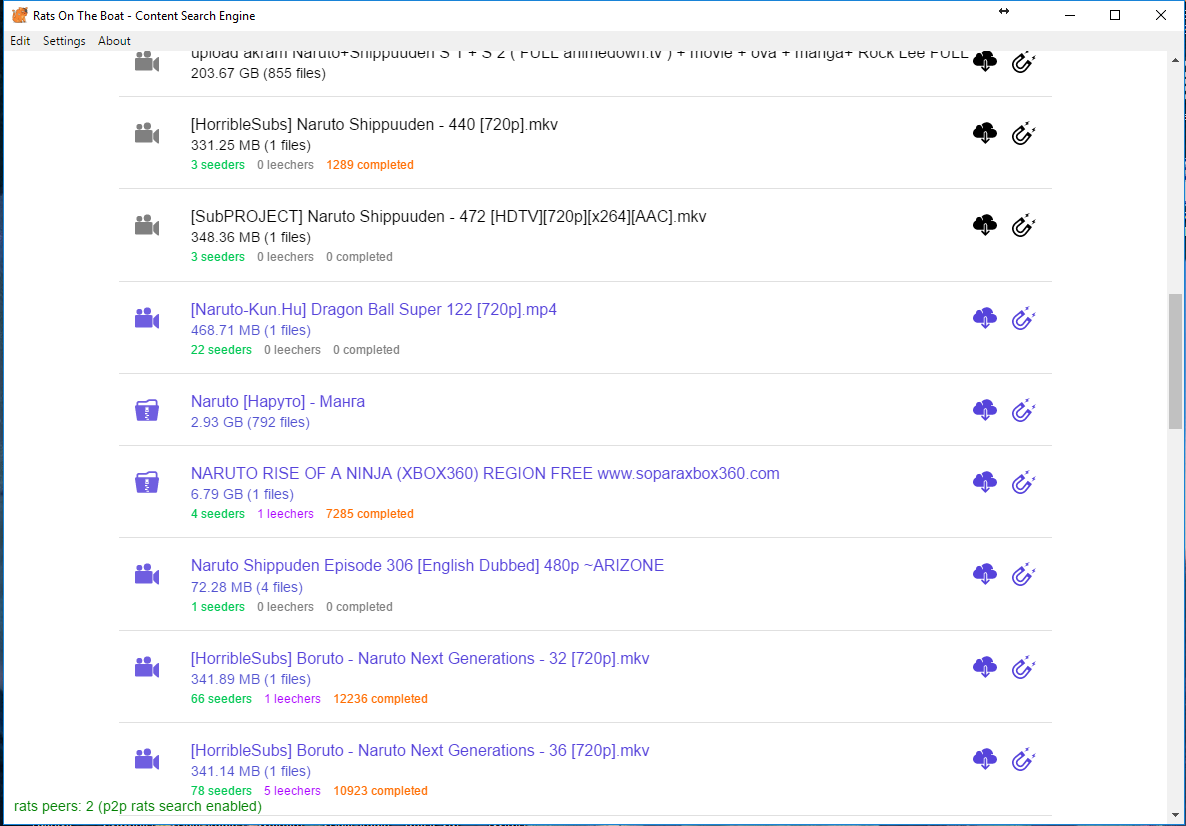 Rats On The Boat - Content Search Engine
Edit Settings About
upload akram Naruto+Shippuuden S 1 + S 2 ( FULL animedown.tv ) + movie + ova + manga+ Rock Lee FULL
203.67 GB (855 files)
[HorribleSubs] Naruto Shippuuden - 440 [720p].mkv
331.25 MB (1 files)
3 seeders 0 leechers 1289 completed
[SubPROJECT] Naruto Shippuuden - 472 [HDTV][720p][x264][AAC].mkv
348.36 MB (1 files)
3 seeders 0 leechers 0 completed
[Naruto-Kun.Hu] Dragon Ball Super 122 [720p].mp4
468.71 MB (1 files)
22 seeders 0 leechers 0 completed
Naruto [Наруто] - Манга
2.93 GB (792 files)
NARUTO RISE OF A NINJA (XBOX360) REGION FREE www.soparaxbox360.com
6.79 GB (1 files)
4 seeders 1 leechers 7285 completed
Naruto Shippuden Episode 306 [English Dubbed] 480p ~ARIZONE
72.28 MB (4 files)
1 seeders 0 leechers 0 completed
[HorribleSubs] Boruto - Naruto Next Generations - 32 [720p].mkv
341.89 MB (1 files)
66 seeders 1 leechers 12236 completed
[HorribleSubs] Boruto - Naruto Next Generations - 36 [720p].mkv
341.14 MB (1 files)
78 seeders 5 leechers 10923 completed
rats peers: 2 (p2p rats search enabled)